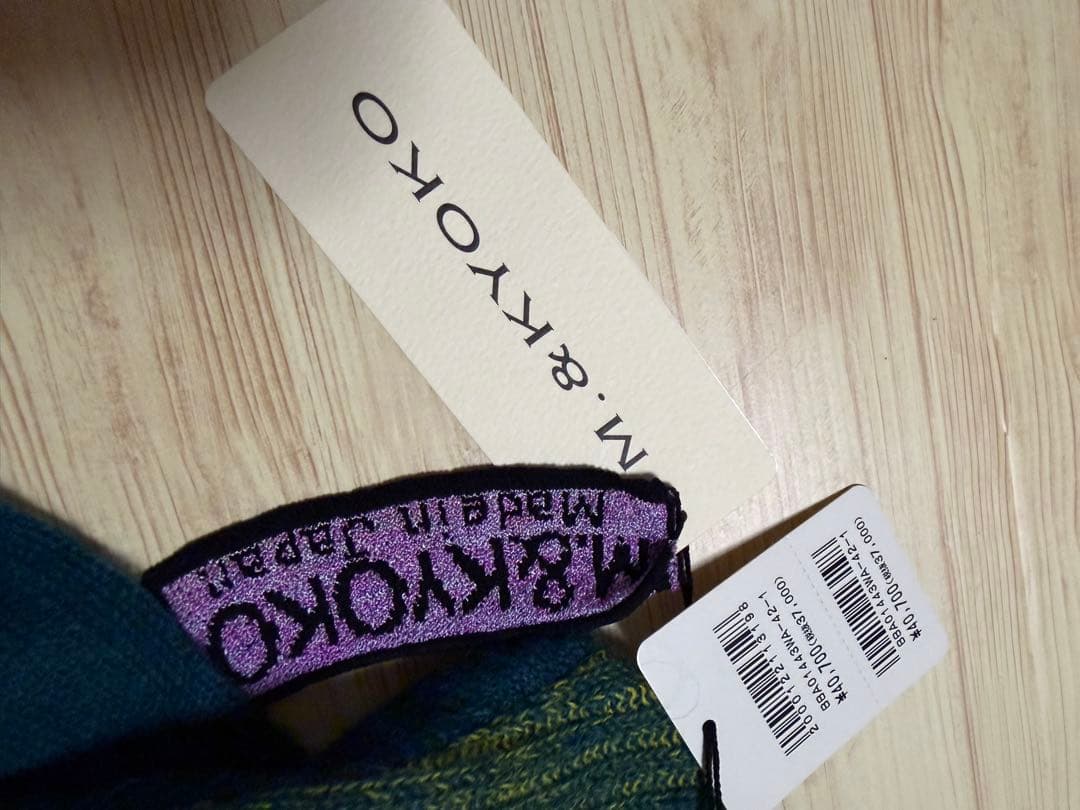 M.&KYOKO
M.&KYOKO
Made in Japan
2000122113198
BBA01443WA-42-1
¥40,700(税抜37,000)
BBA01443WA-42-1
¥40,700(税抜37,000)